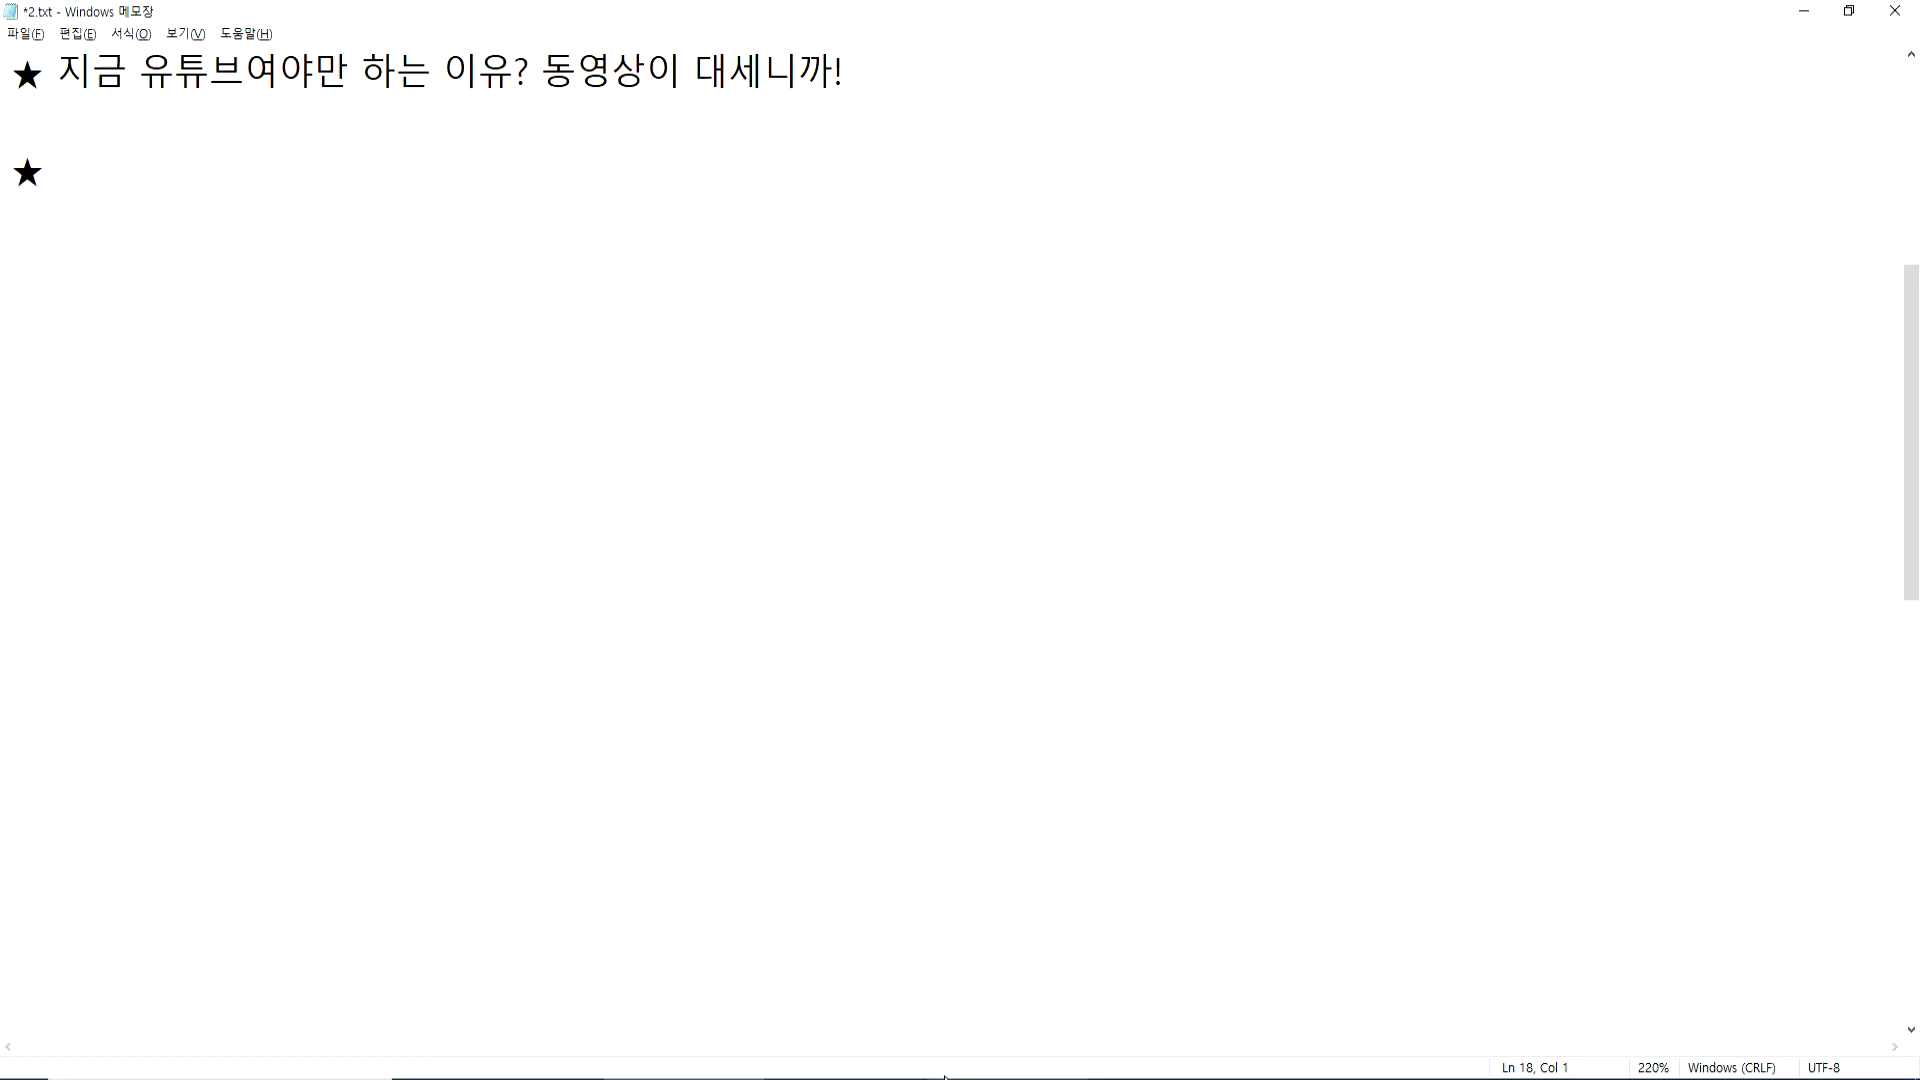 *2.txt - Windows 메모장
파일(F) 편집(E) 서식(O) 보기(V) 도움말(H)
★ 지금 유튜브여야만 하는 이유? 동영상이 대세니까!
★
Ln 18, Col 1 220% Windows (CRLF) UTF-8